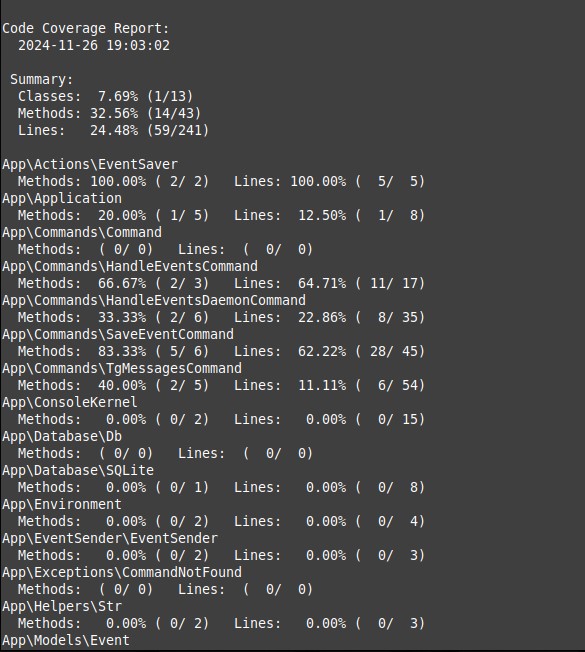 Code Coverage Report:
  2024-11-26 19:03:02

 Summary:
  Classes:  7.69% (1/13)
  Methods: 32.56% (14/43)
  Lines:   24.48% (59/241)

App\Actions\EventSaver
  Methods: 100.00% ( 2/ 2)   Lines: 100.00% (  5/  5)
App\Application
  Methods:  20.00% ( 1/ 5)   Lines:  12.50% (  1/  8)
App\Commands\Command
  Methods:  ( 0/ 0)   Lines:  (  0/  0)
App\Commands\HandleEventsCommand
  Methods:  66.67% ( 2/ 3)   Lines:  64.71% ( 11/ 17)
App\Commands\HandleEventsDaemonCommand
  Methods:  33.33% ( 2/ 6)   Lines:  22.86% (  8/ 35)
App\Commands\SaveEventCommand
  Methods:  83.33% ( 5/ 6)   Lines:  62.22% ( 28/ 45)
App\Commands\TgMessagesCommand
  Methods:  40.00% ( 2/ 5)   Lines:  11.11% (  6/ 54)
App\ConsoleKernel
  Methods:   0.00% ( 0/ 2)   Lines:   0.00% (  0/ 15)
App\Database\Db
  Methods:  ( 0/ 0)   Lines:  (  0/  0)
App\Database\SQLite
  Methods:   0.00% ( 0/ 1)   Lines:   0.00% (  0/  8)
App\Environment
  Methods:   0.00% ( 0/ 2)   Lines:   0.00% (  0/  4)
App\EventSender\EventSender
  Methods:   0.00% ( 0/ 2)   Lines:   0.00% (  0/  3)
App\Exceptions\CommandNotFound
  Methods:  ( 0/ 0)   Lines:  (  0/  0)
App\Helpers\Str
  Methods:   0.00% ( 0/ 2)   Lines:   0.00% (  0/  3)
App\Models\Event